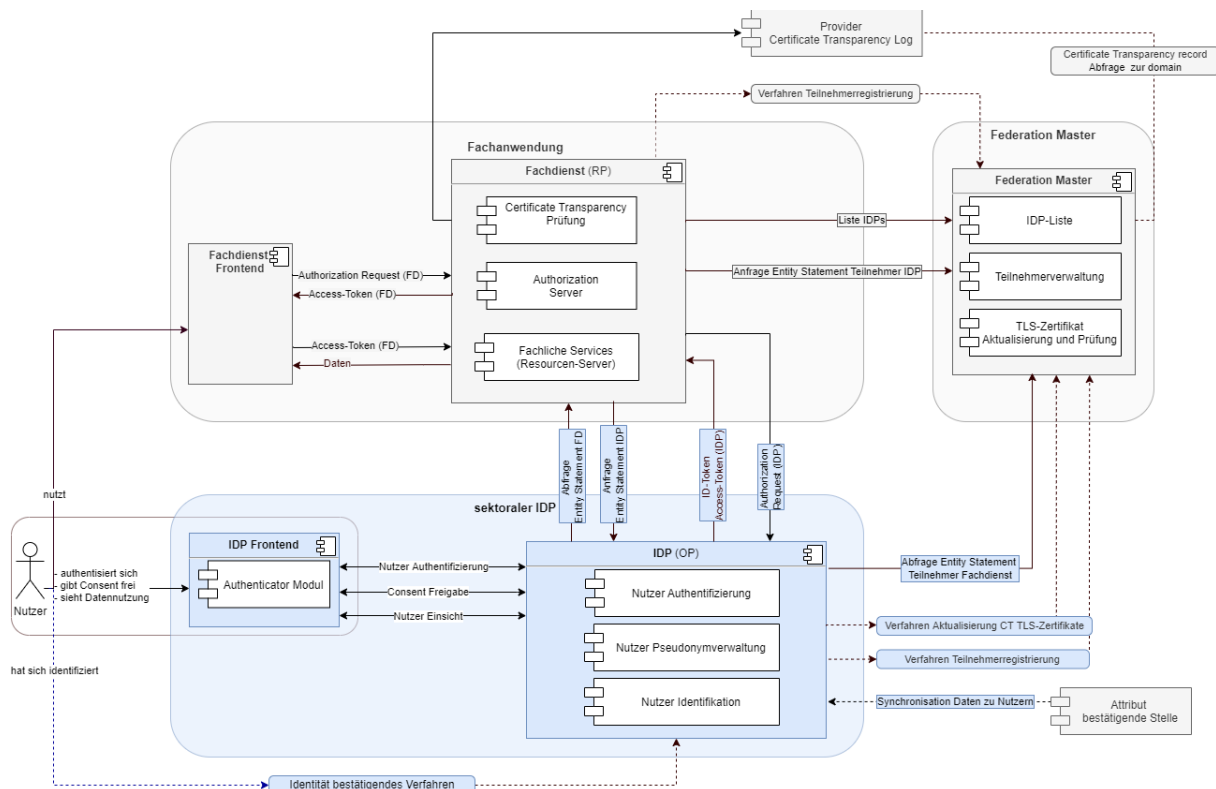 Provider
Certificate Transparency Log
Certificate Transparency record
Abfrage zur domain
Verfahren Teilnehmerregistrierung
Fachanwendung
Federation Master
Fachdienst (RP)
Federation Master
Certificate Transparency
Prüfung
IDP-Liste
Liste IDPs
Fachdienst
Frontend
Authorization Request (FD)
Authorization
Server
Anfrage Entity Statement Teilnehmer IDP
Teilnehmerverwaltung
Access-Token (FD)
TLS-Zertifikat
Aktualisierung und Prüfung
Access-Token (FD)
Fachliche Services
(Resourcen-Server)
Daten
Abfrage
Entity Statement FD
Anfrage
Entity Statement IDP
ID-Token
Access-Token (IDP)
Authorization
Request (IDP)
nutzt
sektoraler IDP
IDP Frontend
IDP (OP)
Nutzer Authentifizierung
Abfrage Entity Statement
Teilnehmer Fachdienst
- authentisiert sich
- gibt Consent frei
- sieht Datennutzung
Authenticator Modul
Consent Freigabe
Nutzer Authentifizierung
Nutzer
Nutzer Einsicht
Verfahren Aktualisierung CT TLS-Zertifikate
Nutzer Pseudonymverwaltung
Verfahren Teilnehmerregistrierung
hat sich identifiziert
Nutzer Identifikation
Synchronisation Daten zu Nutzern
Attribut
bestätigende Stelle
Identität bestätigendes Verfahren